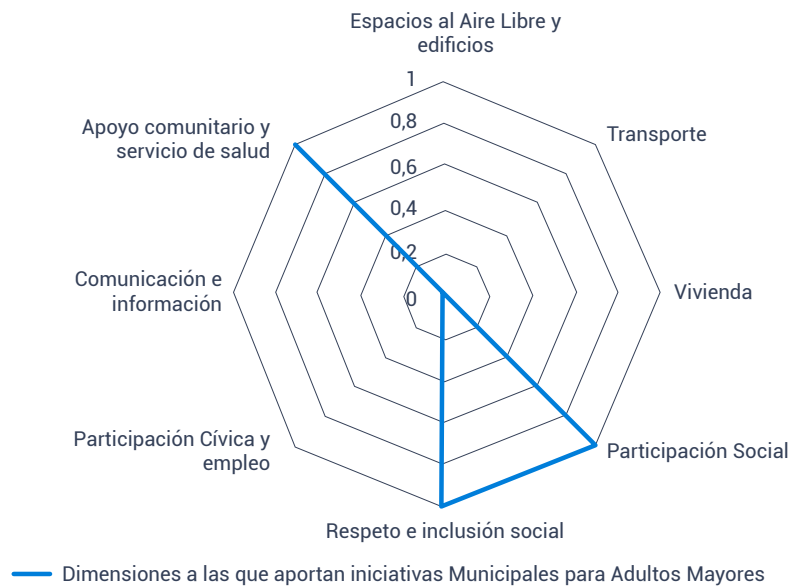 Espacios al Aire Libre y
edificios
1
Apoyo comunitario y
servicio de salud
0,8
Transporte
0,6
0,4
0,2
Comunicación e
información
0
Vivienda
Participación Cívica y
empleo
Participación Social
Respeto e inclusión social
Dimensiones a las que aportan iniciativas Municipales para Adultos Mayores